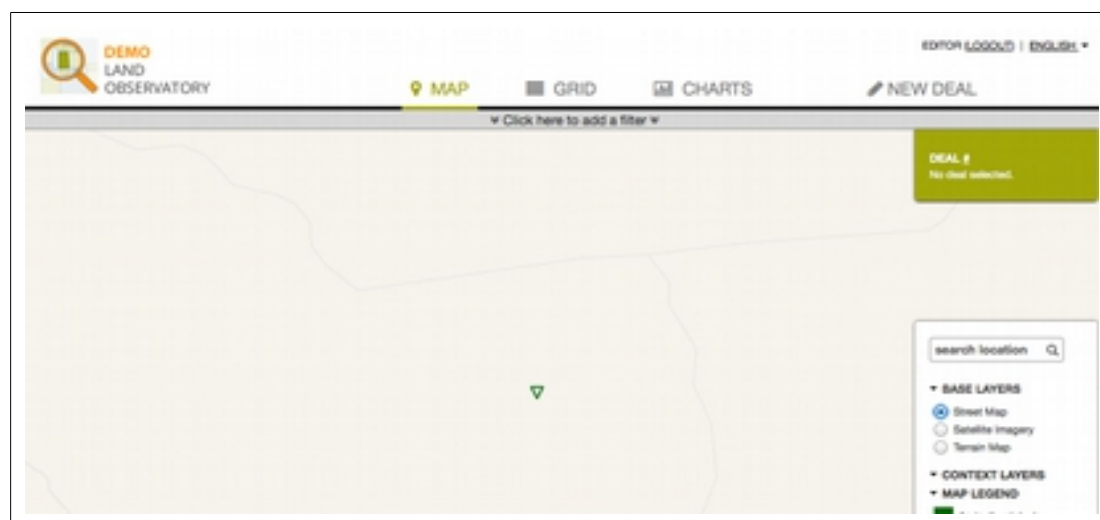 DEMO
LAND
OBSERVATORY
EDITOR (LOGOUT) | ENGLISH
MAP
GRID
CHARTS
NEW DEAL
Click here to add a filter
DEAL #
No deal selected.
search location
BASE LAYERS
Street Map
Satellite Imagery
Terrain Map
CONTEXT LAYERS
MAP LEGEND